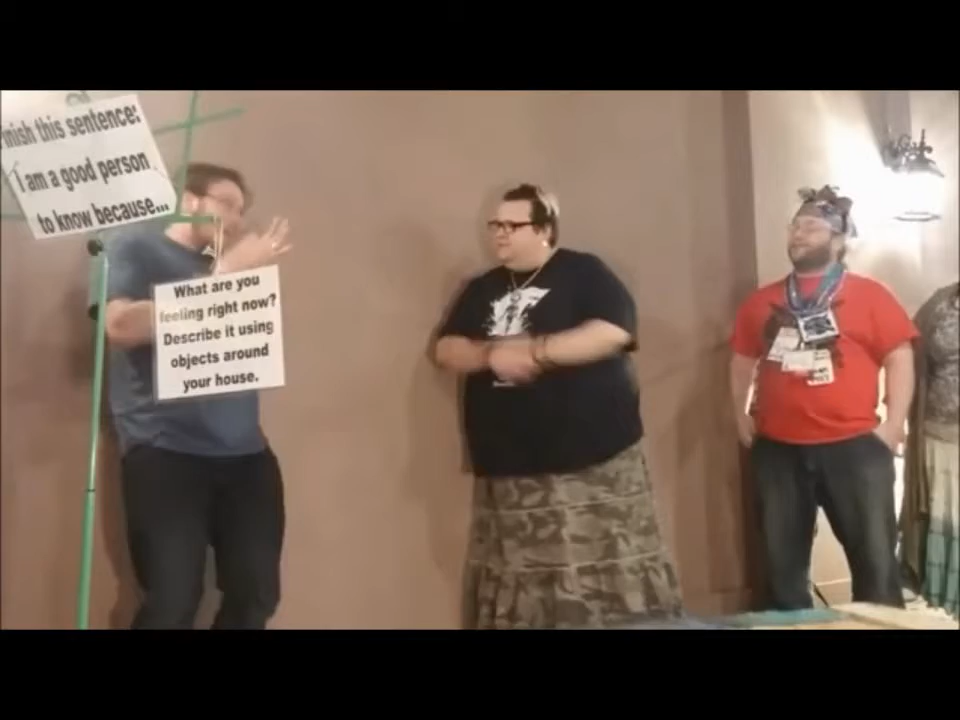 inish this sentence:
I am a good person
to know because...
What are you
feeling right now?
Describe it using
objects around
your house.